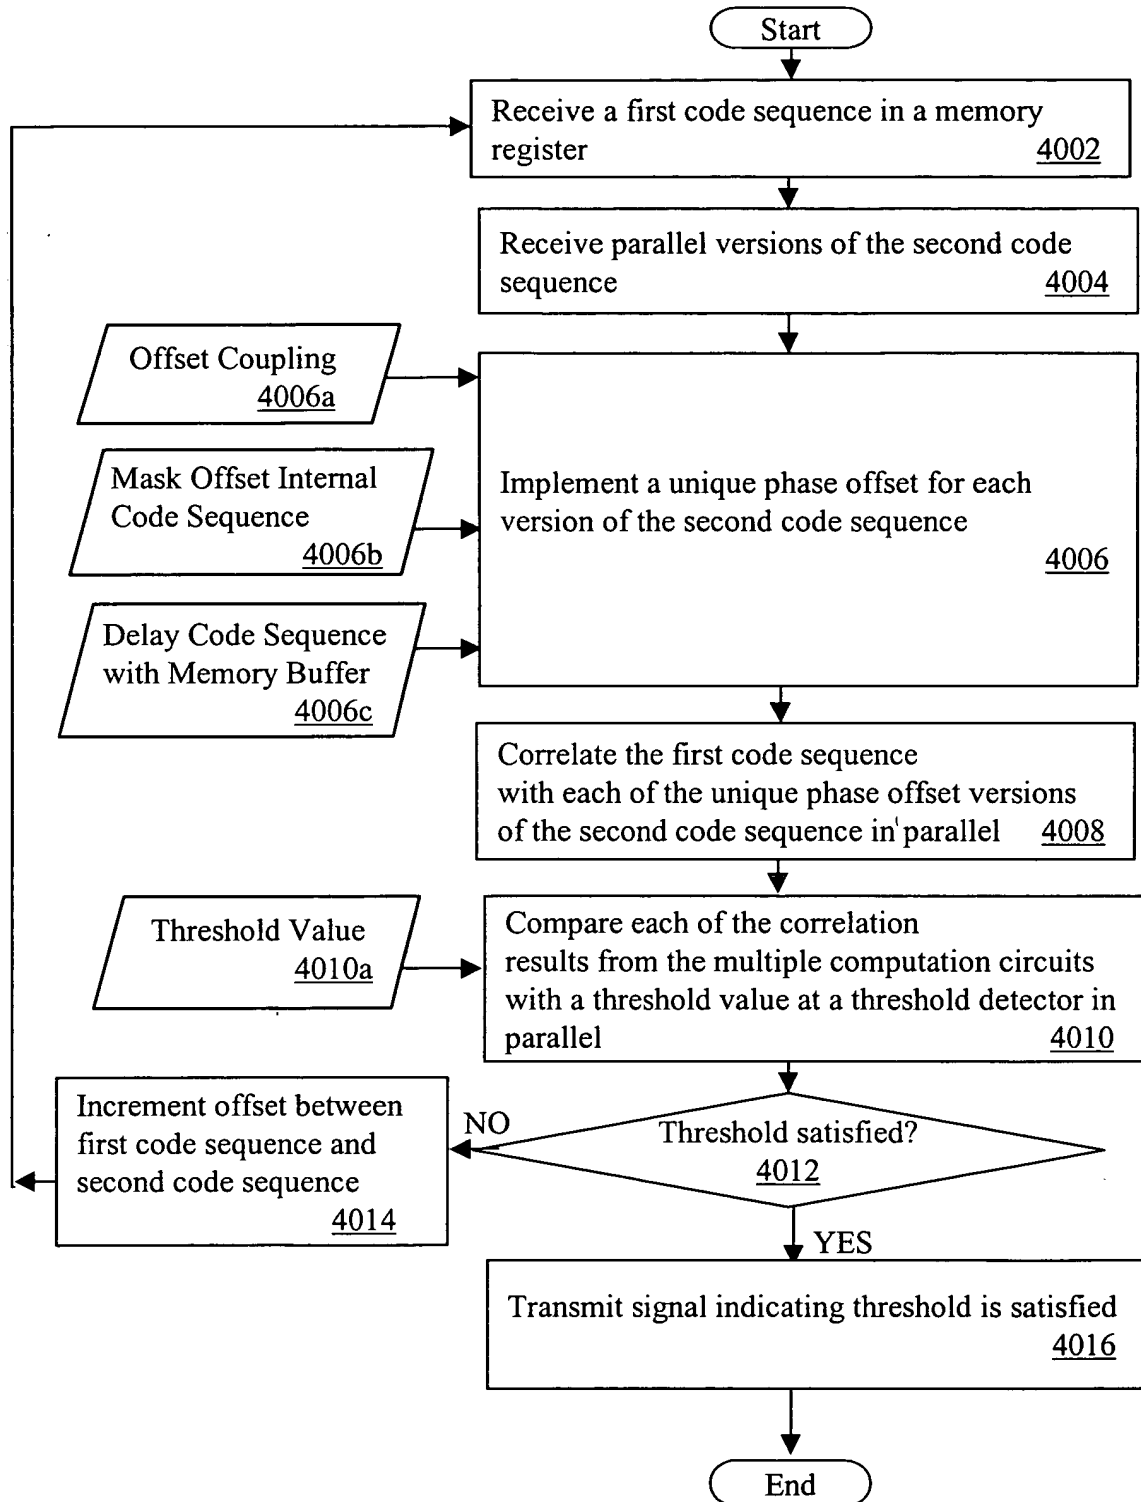 Start
Receive a first code sequence in a memory
register 4002
Receive parallel versions of the second code
sequence 4004
Offset Coupling
4006a
Mask Offset Internal
Code Sequence
4006b
Delay Code Sequence
with Memory Buffer
4006c
Implement a unique phase offset for each
version of the second code sequence
4006
Correlate the first code sequence
with each of the unique phase offset versions
of the second code sequence in parallel 4008
Threshold Value
4010a
Compare each of the correlation
results from the multiple computation circuits
with a threshold value at a threshold detector in
parallel 4010
Increment offset between
first code sequence and
second code sequence
4014
NO
Threshold satisfied?
4012
YES
Transmit signal indicating threshold is satisfied
4016
End